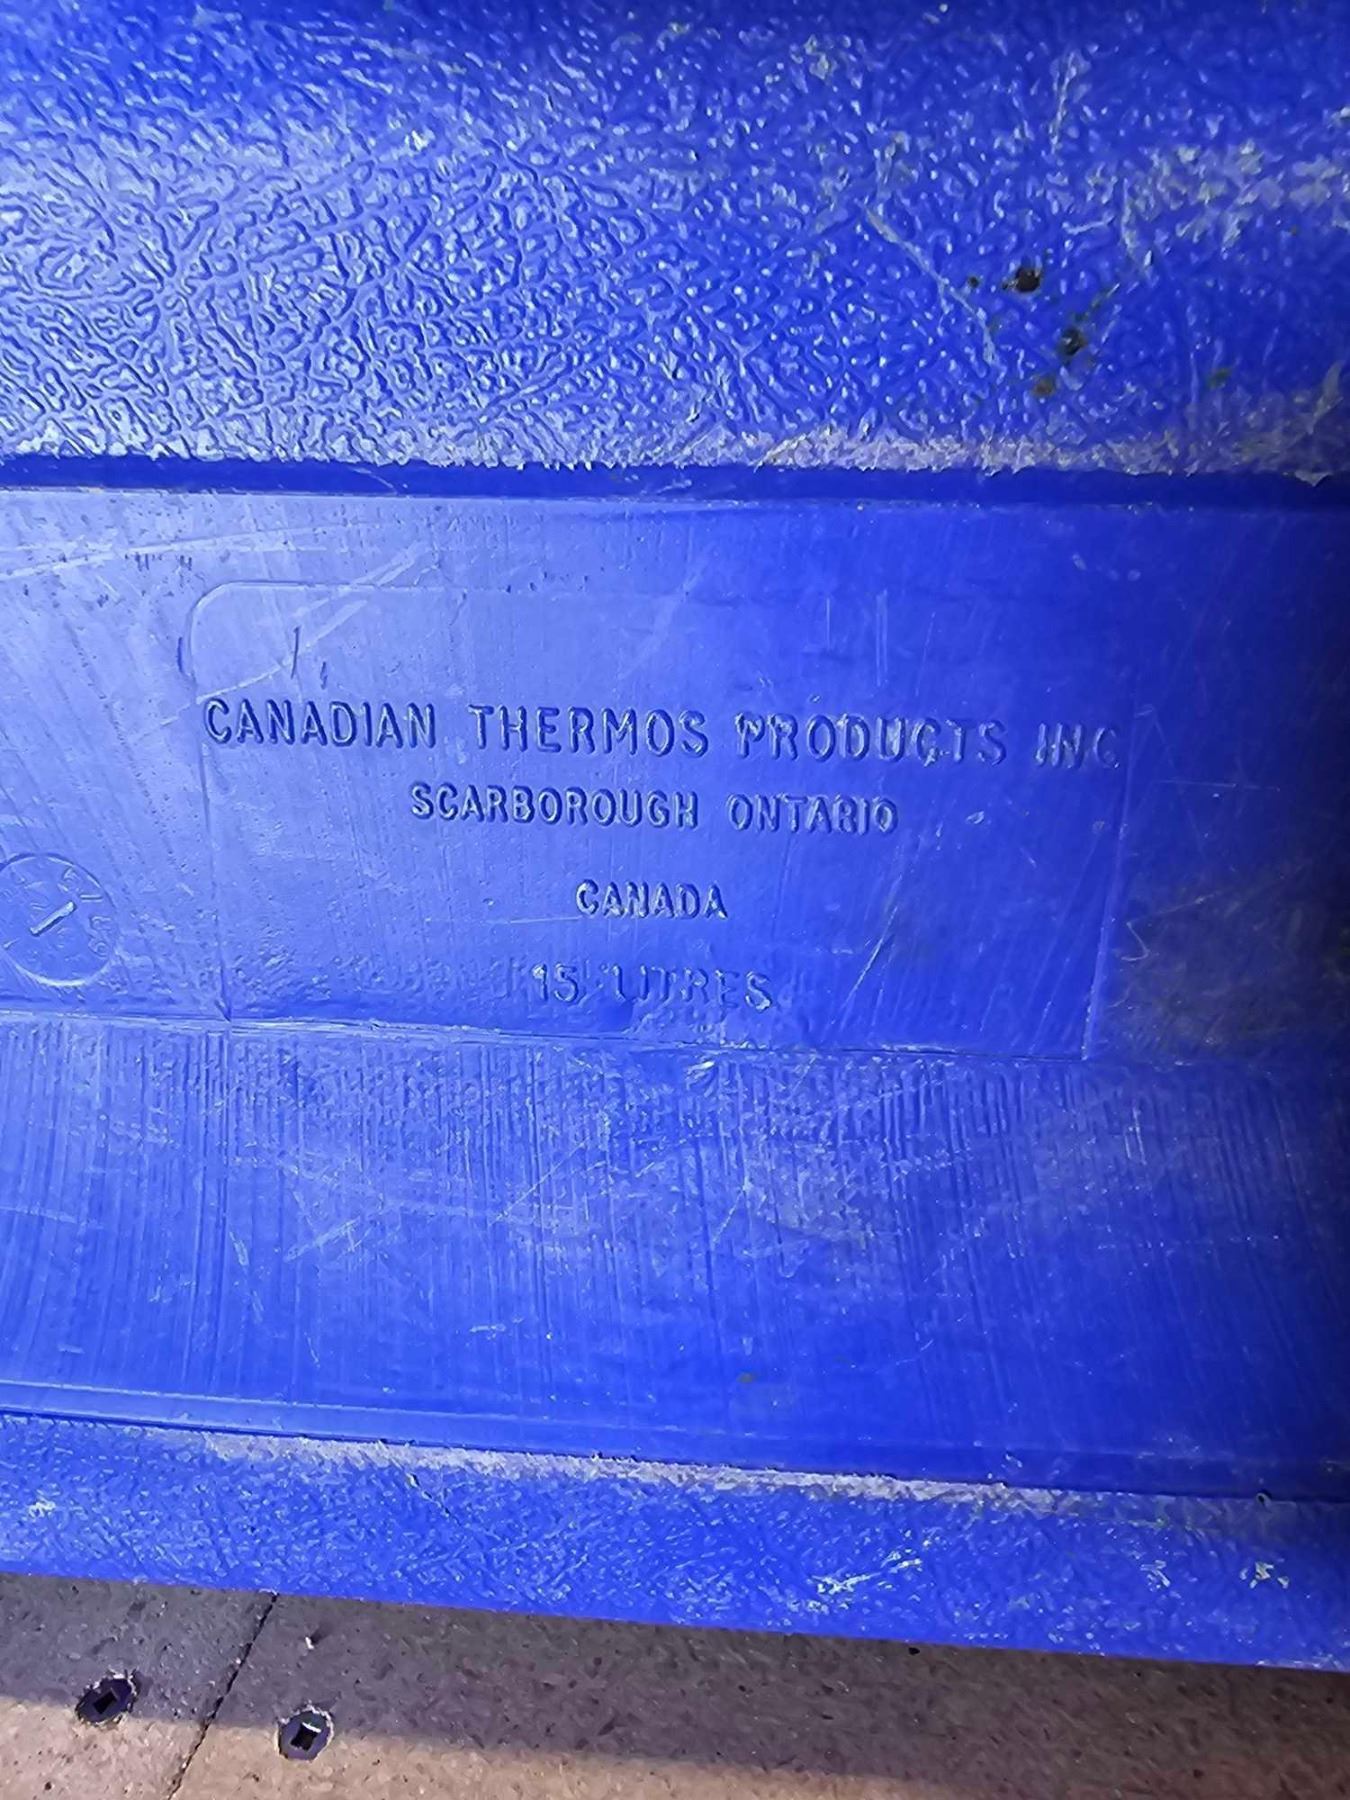 CANADIAN THERMOS PRODUCTS INC
SCARBOROUGH ONTARIO
CANADA
15 LITRES